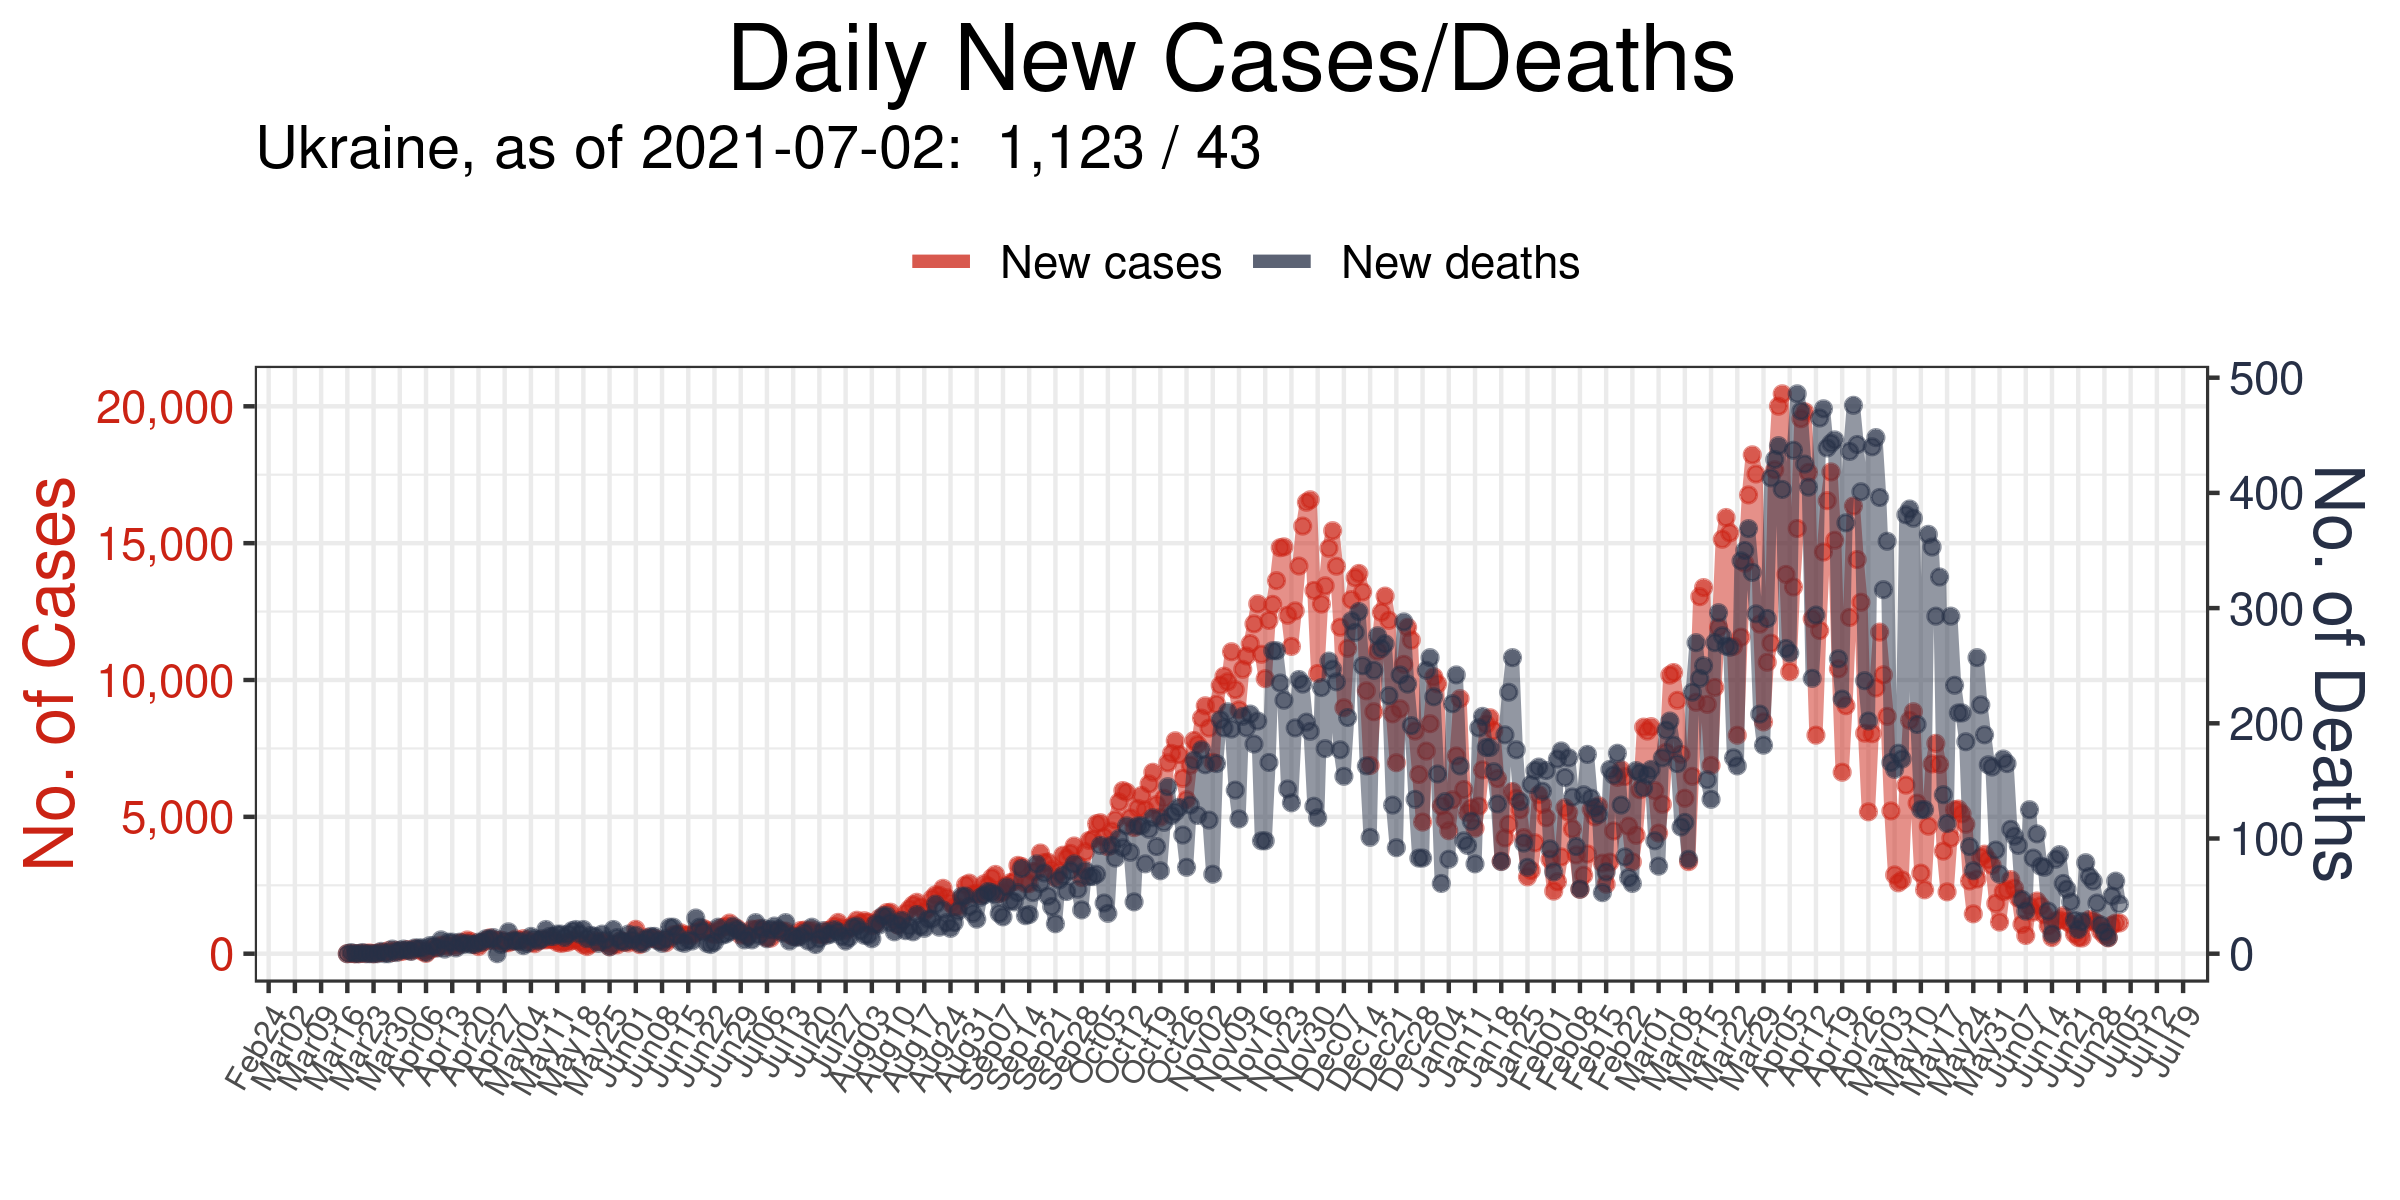 Daily New Cases/Deaths
Ukraine, as of 2021-07-02:  1,123 / 43
New cases
New deaths
No. of Cases
20,000
15,000
10,000
5,000
0
500
400
300
200
100
0
No. of Deaths
Feb24
Mar02
Mar09
Mar16
Mar23
Mar30
Apr06
Apr13
Apr20
Apr27
May04
May11
May18
May25
Jun01
Jun08
Jun15
Jun22
Jun29
Jul06
Jul13
Jul20
Jul27
Aug03
Aug10
Aug17
Aug24
Aug31
Sep07
Sep14
Sep21
Sep28
Oct05
Oct12
Oct19
Oct26
Nov02
Nov09
Nov16
Nov23
Nov30
Dec07
Dec14
Dec21
Dec28
Jan04
Jan11
Jan18
Jan25
Feb01
Feb08
Feb15
Feb22
Mar01
Mar08
Mar15
Mar22
Mar29
Apr05
Apr12
Apr19
Apr26
May03
May10
May17
May24
May31
Jun07
Jun14
Jun21
Jun28
Jul05
Jul12
Jul19